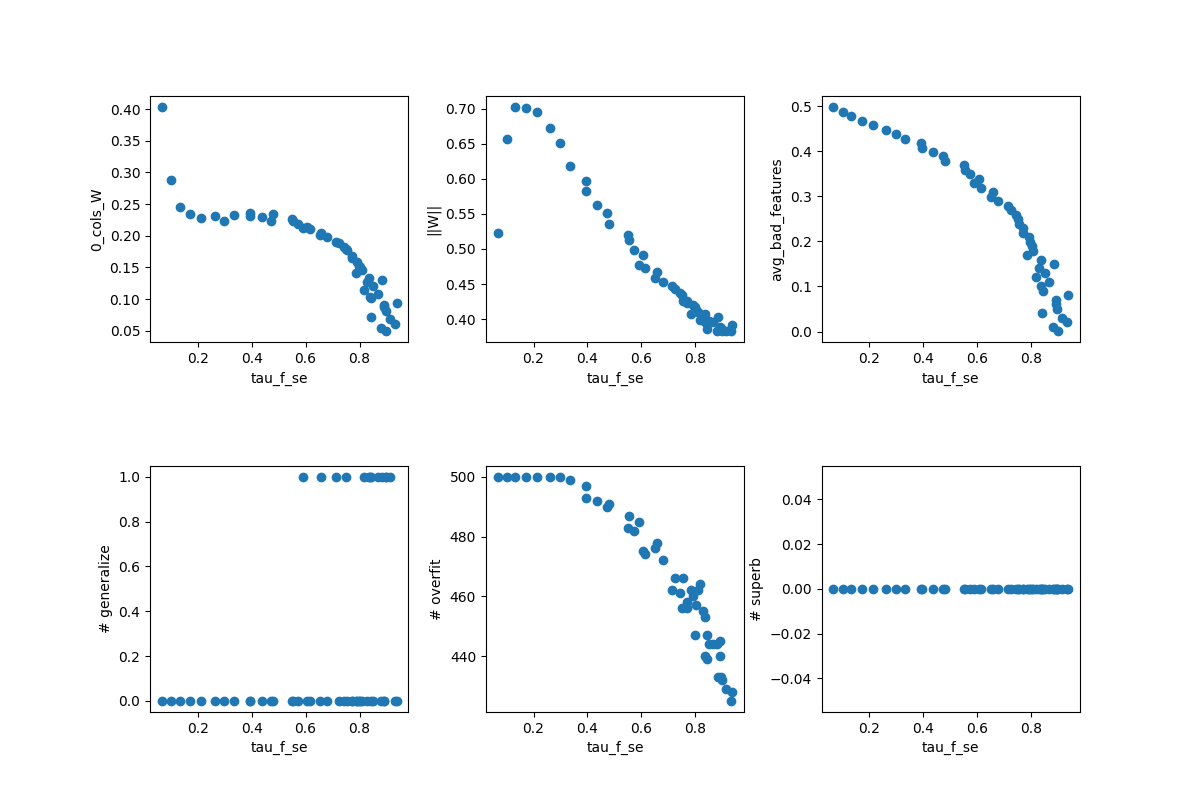 0.40
0.35
0.30
0.25
0.20
0.15
0.10
0.05
0_cols_W
0.2 0.4 0.6 0.8
tau_f_se
0.70
0.65
0.60
0.55
0.50
0.45
0.40
||W||
0.2 0.4 0.6 0.8
tau_f_se
0.5
0.4
0.3
0.2
0.1
0.0
avg_bad_features
0.2 0.4 0.6 0.8
tau_f_se
1.0
0.8
0.6
0.4
0.2
0.0
# generalize
0.2 0.4 0.6 0.8
tau_f_se
500
480
460
440
# overfit
0.2 0.4 0.6 0.8
tau_f_se
0.04
0.02
0.00
−0.02
−0.04
# superb
0.2 0.4 0.6 0.8
tau_f_se